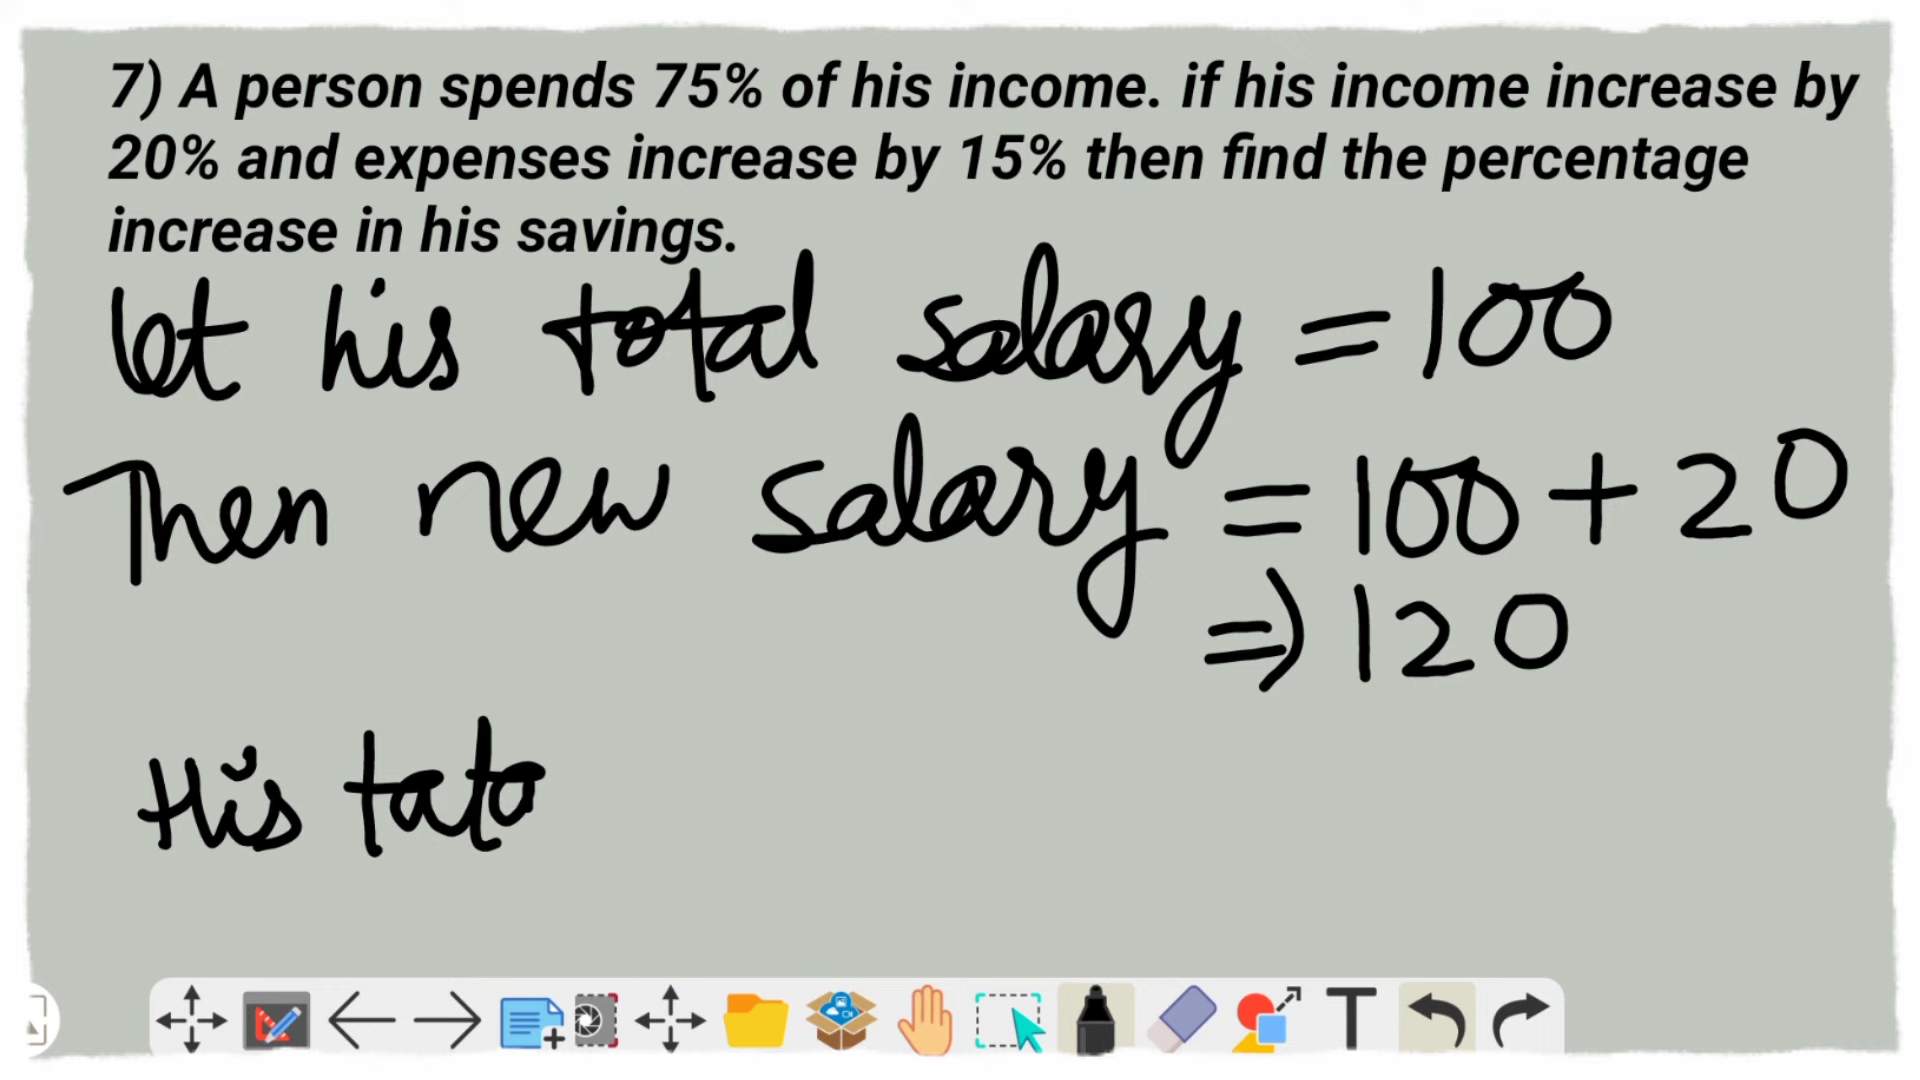 7) A person spends 75% of his income. if his income increase by
20% and expenses increase by 15% then find the percentage
increase in his savings.
let his total salary = 100
Then new salary = 100 + 20
⇒ 120
His tato